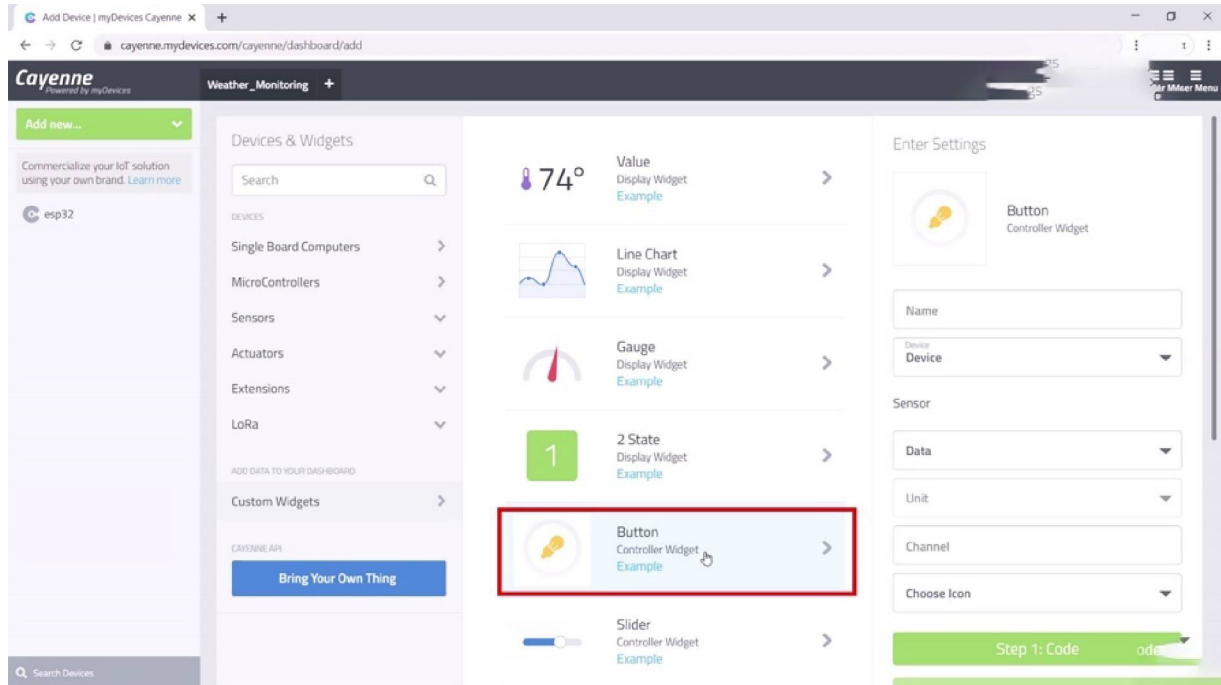 Add Device | myDevices Cayenne
cayenne.mydevices.com/cayenne/dashboard/add
Cayenne
Powered by myDevices
Weather_Monitoring +
Menu
Add new...
Commercialize your IoT solution
using your own brand. Learn more
esp32
Search Devices
Devices & Widgets
Search
DEVICES
Single Board Computers
MicroControllers
Sensors
Actuators
Extensions
LoRa
ADD DATA TO YOUR DASHBOARD
Custom Widgets
CAYENNE API
Bring Your Own Thing
74°
Value
Display Widget
Example
Line Chart
Display Widget
Example
Gauge
Display Widget
Example
1
2 State
Display Widget
Example
Button
Controller Widget
Example
Slider
Controller Widget
Example
Enter Settings
Button
Controller Widget
Name
Device
Device
Sensor
Data
Unit
Channel
Choose Icon
Step 1: Code